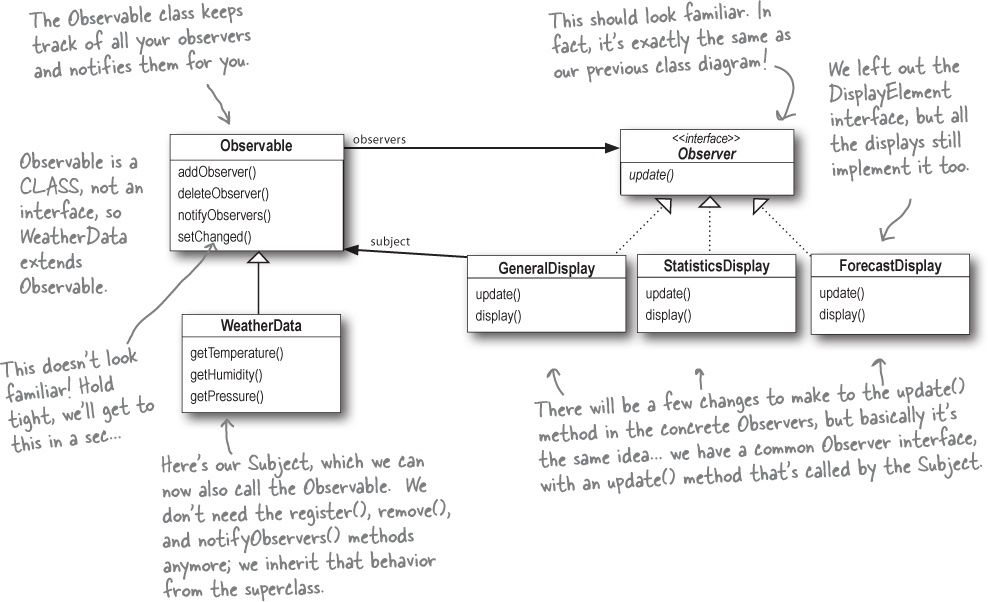 The Observable class keeps
track of all your observers
and notifies them for you.
This should look familiar. In
fact, it's exactly the same as
our previous class diagram!
We left out the
DisplayElement
interface, but all
the displays still
implement it too.
Observable is a
CLASS, not an
interface, so
WeatherData
extends
Observable.
Observable
addObserver()
deleteObserver()
notifyObservers()
setChanged()
observers
<<interface>>
Observer
update()
subject
GeneralDisplay
update()
display()
StatisticsDisplay
update()
display()
ForecastDisplay
update()
display()
WeatherData
getTemperature()
getHumidity()
getPressure()
This doesn't look
familiar! Hold
tight, we'll get to
this in a sec...
Here's our Subject, which we can
now also call the Observable. We
don't need the register(), remove(),
and notifyObservers() methods
anymore; we inherit that behavior
from the superclass.
There will be a few changes to make to the update()
method in the concrete Observers, but basically it's
the same idea... we have a common Observer interface,
with an update() method that's called by the Subject.